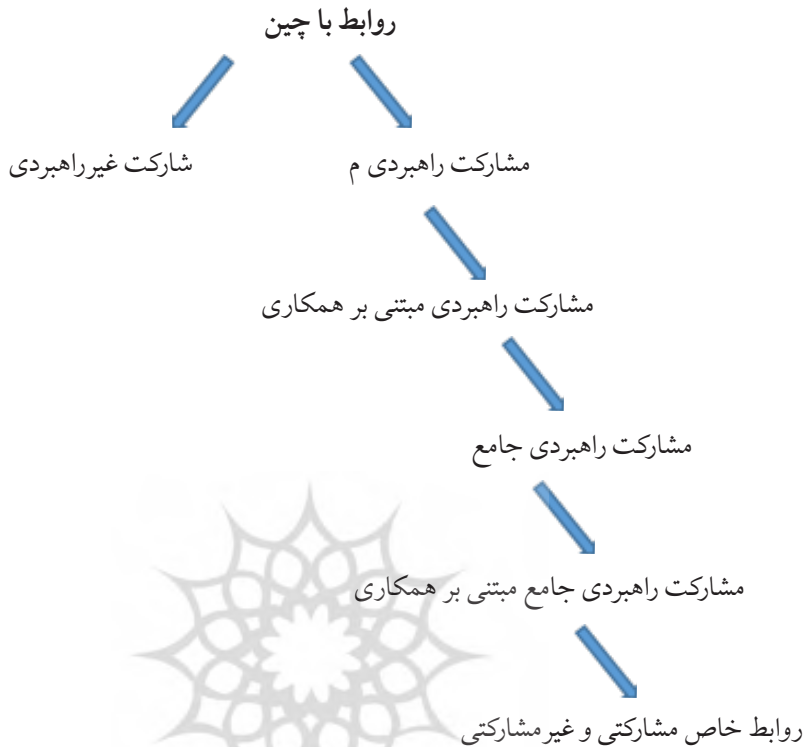 روابط با چین
مشارکت راهبردی م
شارکت غیرراهبردی
مشارکت راهبردی مبتنی بر همکاری
مشارکت راهبردی جامع
مشارکت راهبردی جامع مبتنی بر همکاری
روابط خاص مشارکتی و غیرمشارکتی